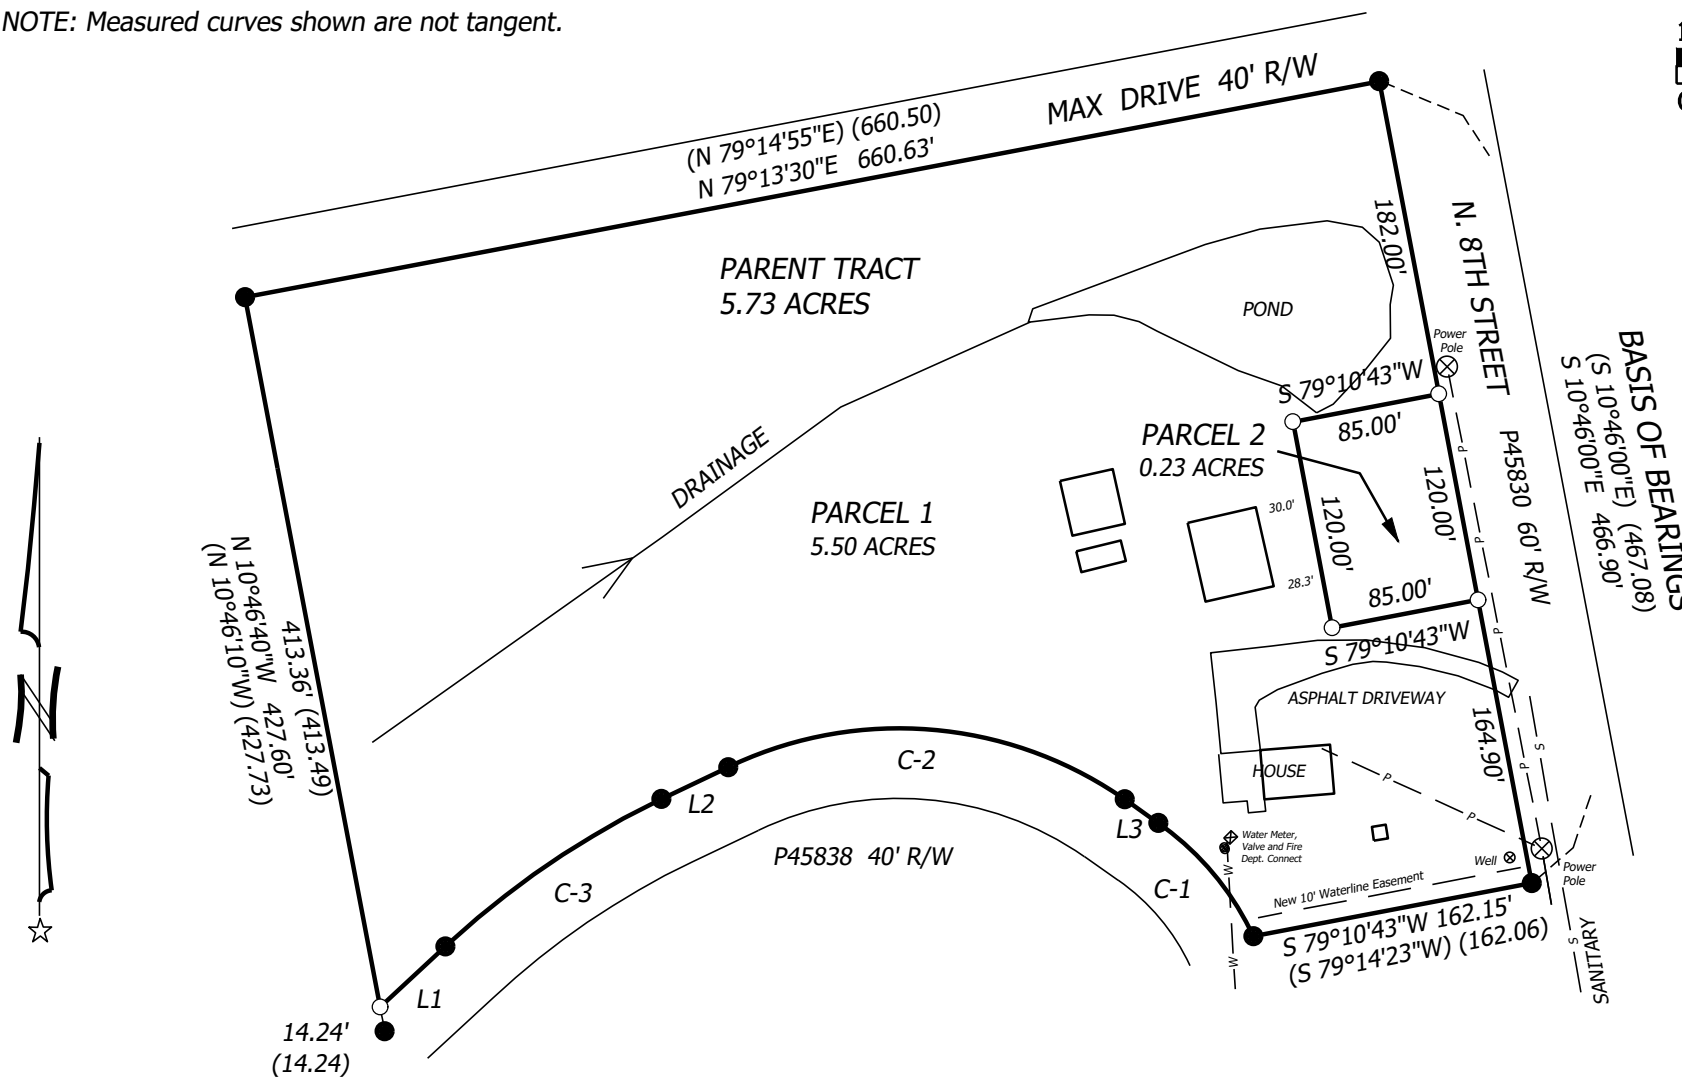 NOTE: Measured curves shown are not tangent.
MAX DRIVE 40' R/W
(N 79°14'55"E) (660.50)
N 79°13'30"E 660.63'
PARENT TRACT
5.73 ACRES
POND
182.00'
N. 8TH STREET
P45830 60' R/W
BASIS OF BEARINGS
(S 10°46'00"E) (467.08)
S 10°46'00"E 466.90'
Power
Pole
S 79°10'43"W
85.00'
PARCEL 2
0.23 ACRES
DRAINAGE
PARCEL 1
5.50 ACRES
30.0'
28.3'
120.00'
120.00'
85.00'
S 79°10'43"W
P
P
P
P
ASPHALT DRIVEWAY
164.90'
S
HOUSE
P
P
413.36' (413.49)
N 10°46'40"W 427.60'
(N 10°46'10"W) (427.73)
N
C-2
L2
L3
C-3
C-1
L1
P45838 40' R/W
Water Meter,
Valve and Fire
Dept. Connect
W
W
Well
Power
Pole
New 10' Waterline Easement
S 79°10'43"W 162.15'
(S 79°14'23"W) (162.06)
S
SANITARY
14.24'
(14.24)